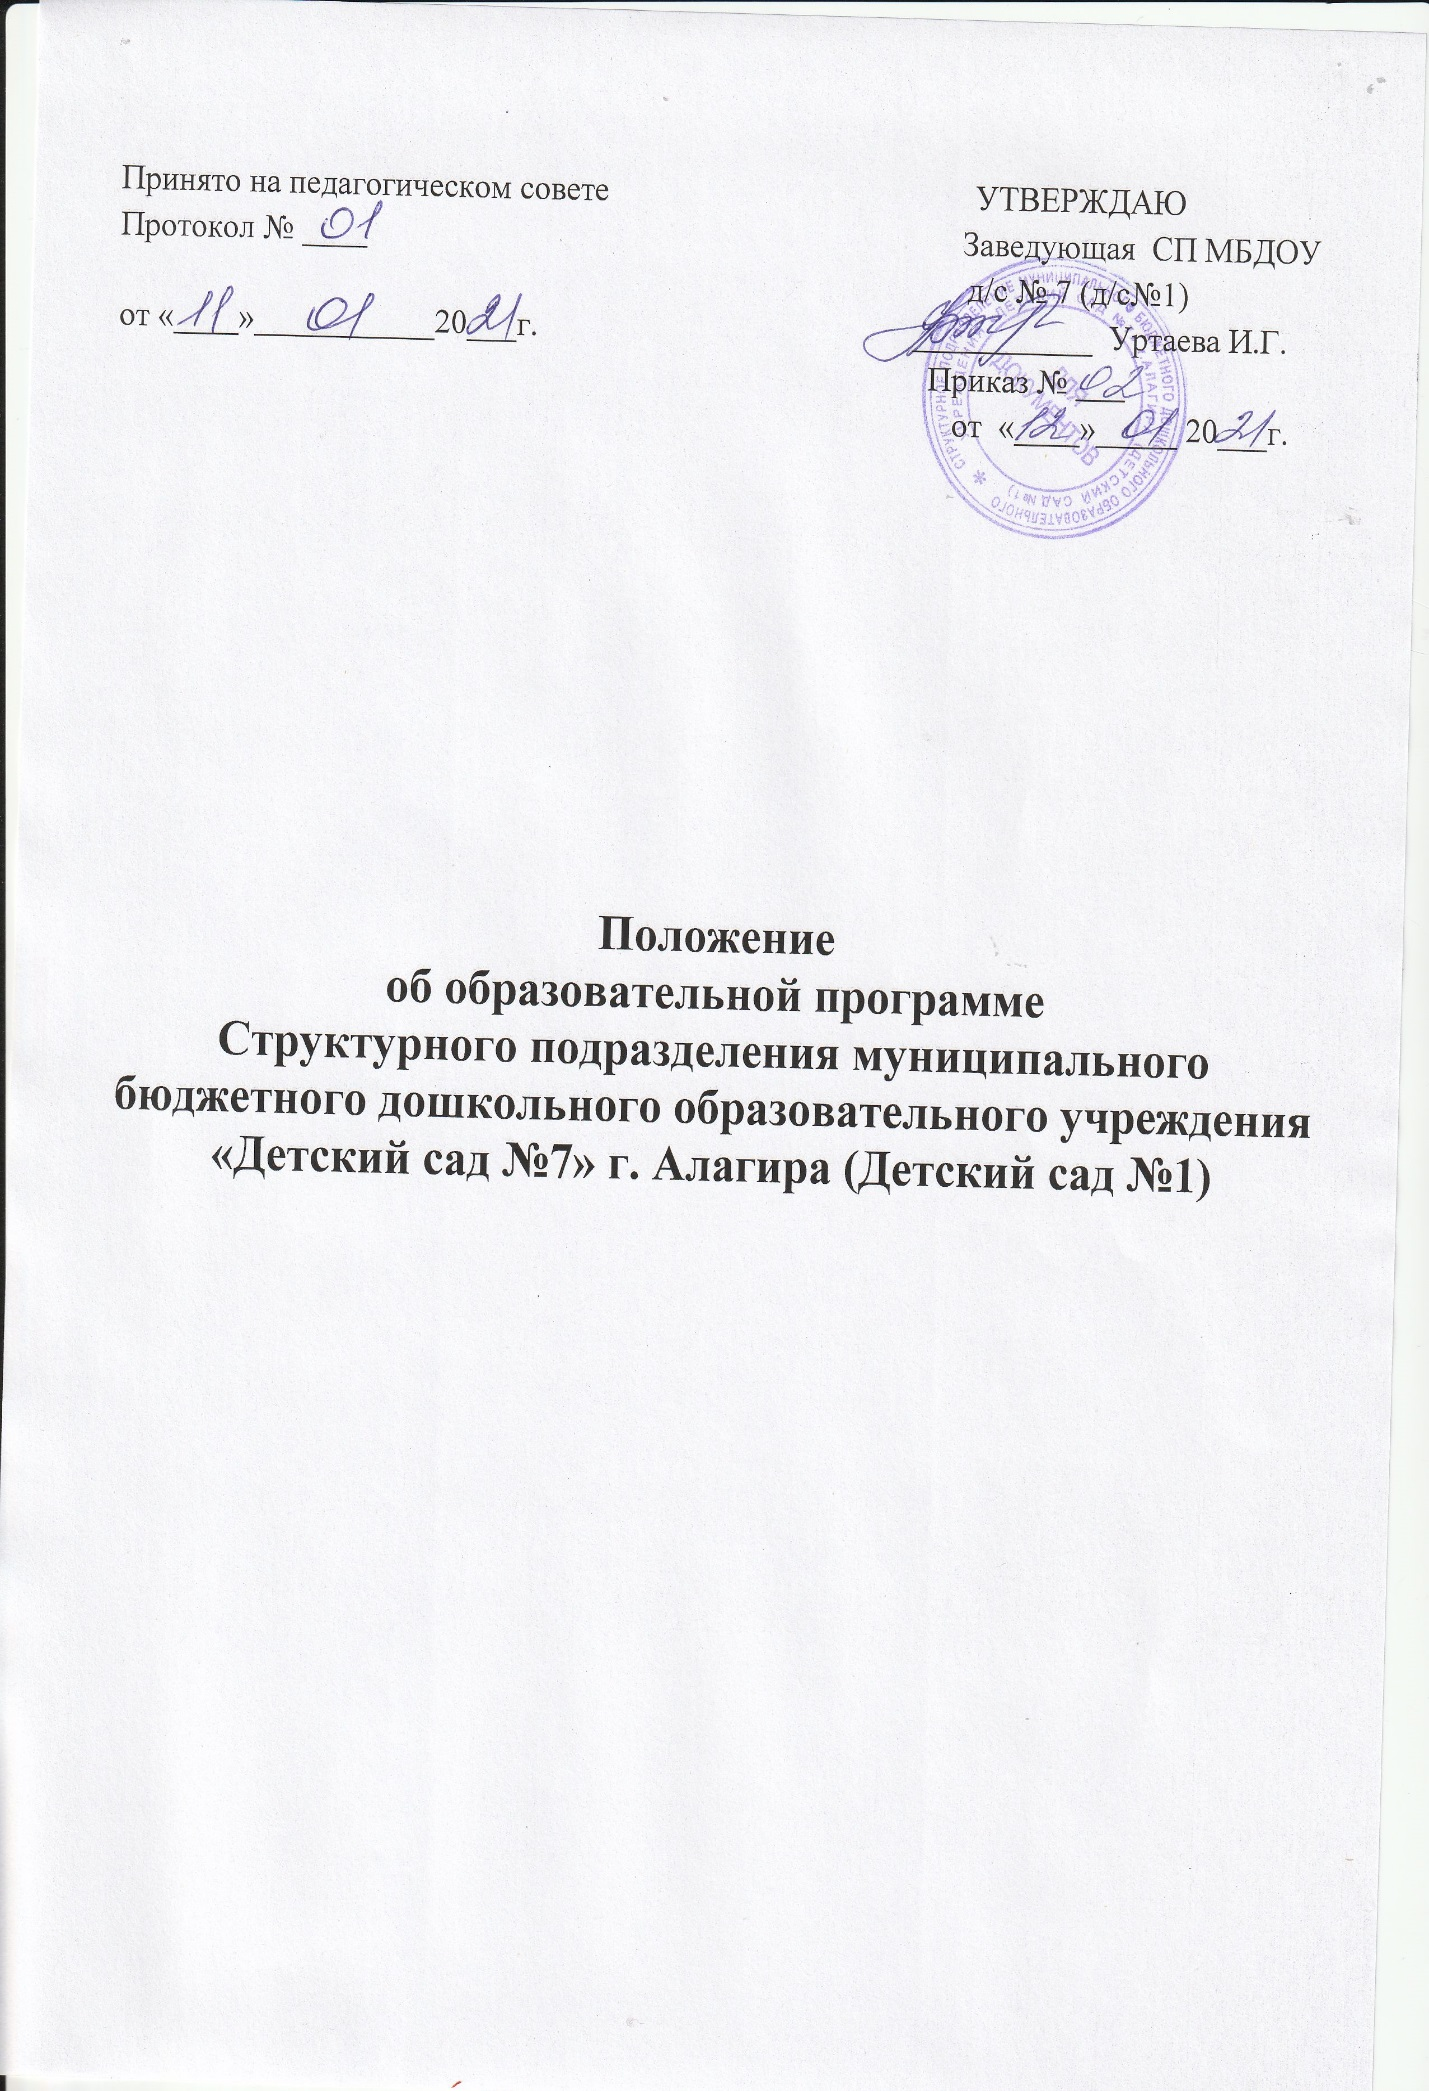 Принято на педагогическом совете
Протокол № 01
от «11» 01 2021г.
УТВЕРЖДАЮ
Заведующая СП МБДОУ
д/с № 7 (д/с№1)
Уртаева И.Г.
Приказ № 02
от «12» 01 2021г.
ДЛЯ
ДОКУМЕНТОВ
Положение
об образовательной программе
Структурного подразделения муниципального
бюджетного дошкольного образовательного учреждения
«Детский сад №7» г. Алагира (Детский сад №1)